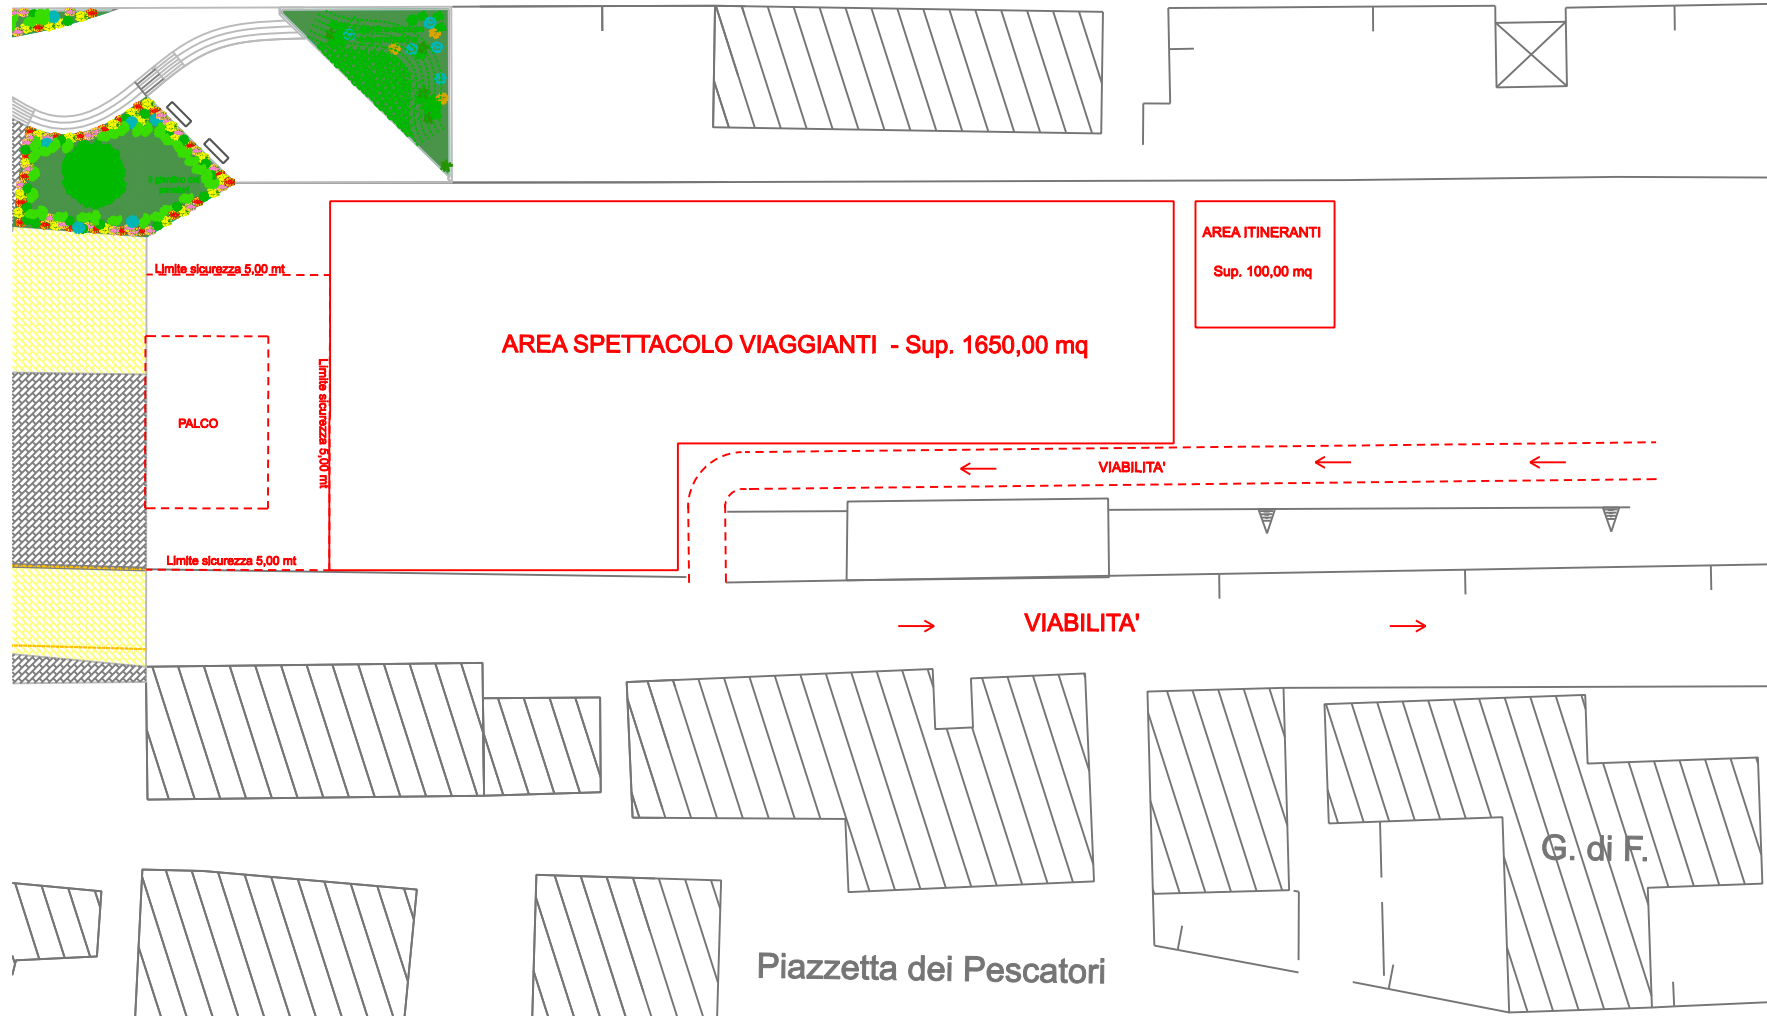 AREA ITINERANTI
Sup. 100,00 mq
Limite sicurezza 5,00 mt
AREA SPETTACOLO VIAGGIANTI - Sup. 1650,00 mq
Limite sicurezza 5,00 mt
PALCO
VIABILITA'
Limite sicurezza 5,00 mt
VIABILITA'
G. di F.
Piazzetta dei Pescatori